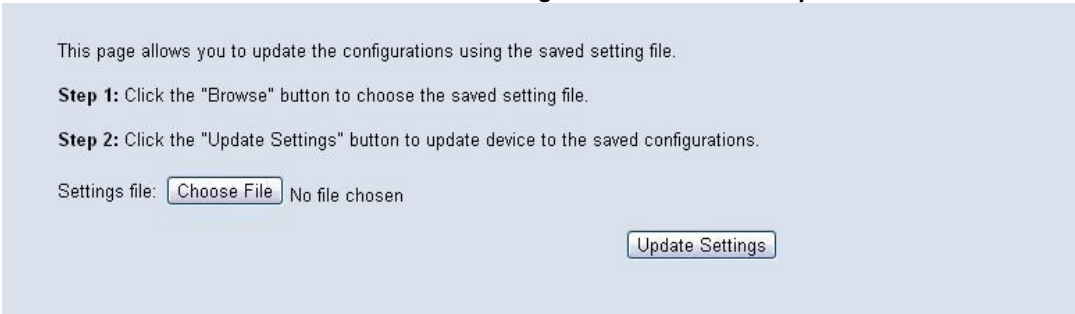 This page allows you to update the configurations using the saved setting file.
Step 1: Click the "Browse" button to choose the saved setting file.
Step 2: Click the "Update Settings" button to update device to the saved configurations.
Settings file: Choose File No file chosen
Update Settings